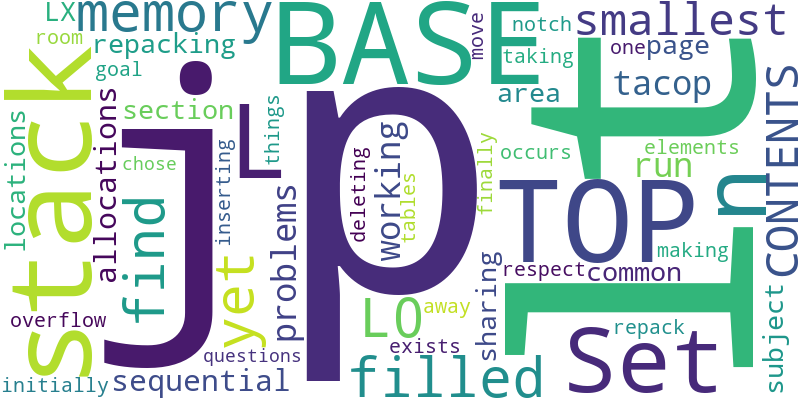 LX
memory
BASE
move
notch
smallest
room
repacking
taking
one
page
goal
stack
j
p
t
area
tacop
CONTENTS
section
things
locations
allocations
L
working
deleting
tables
finally
occurs
elements
run
chose
find
inserting
problems
TOP
n
I
making
yet
sharing
respect
common
overflow
LO
away
subject
questions
exists
Set
repack
initially
sequential
filled